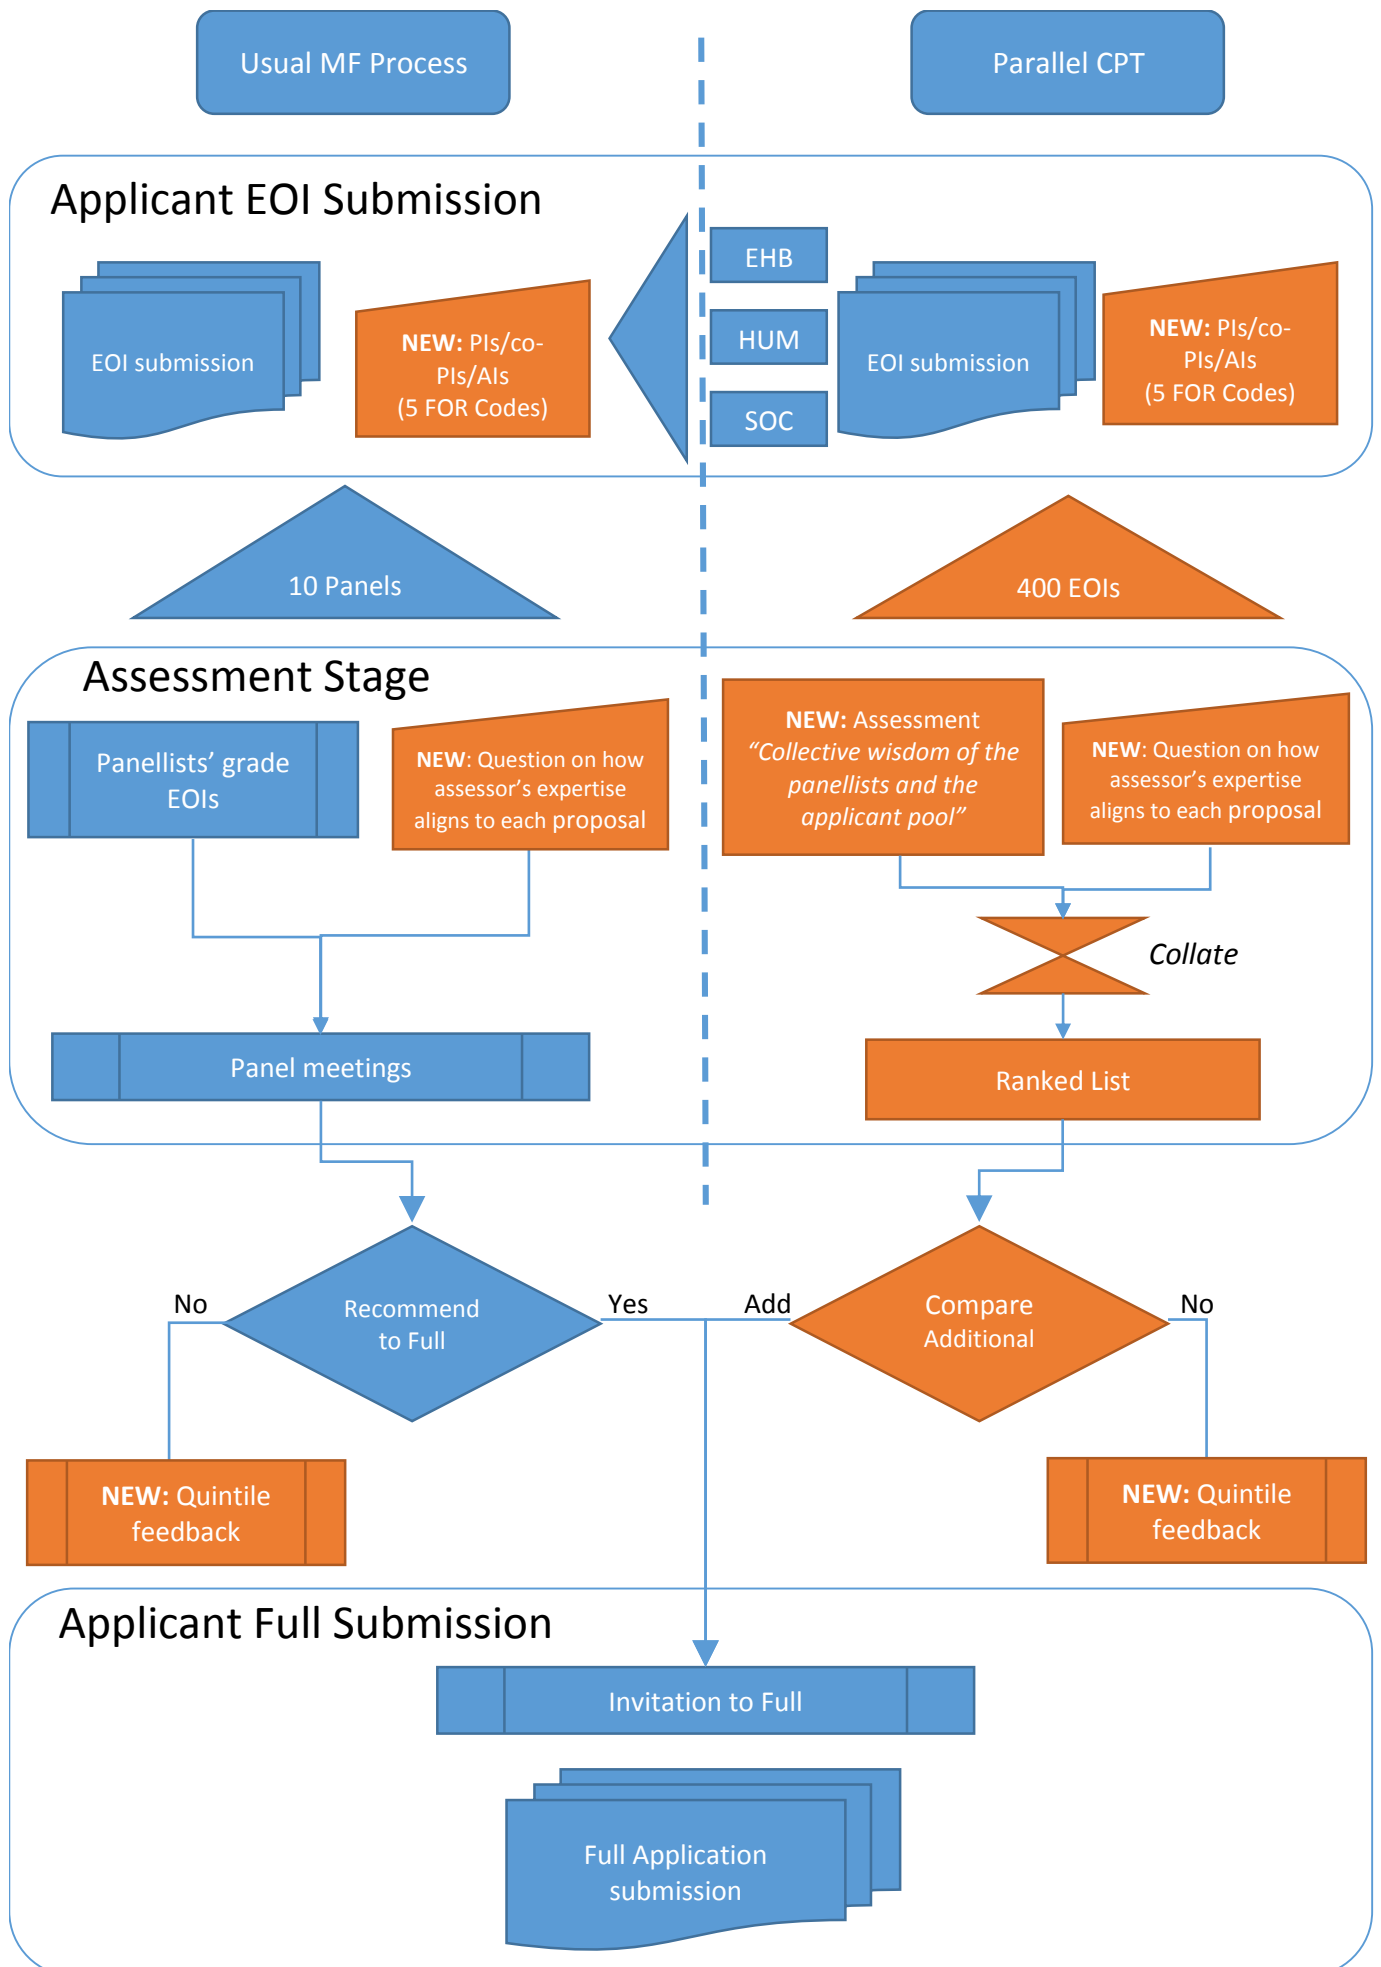 Usual MF Process
Parallel CPT
Applicant EOI Submission
EOI submission
NEW: PIs/co-
PIs/AIs
(5 FOR Codes)
EHB
HUM
SOC
EOI submission
NEW: PIs/co-
PIs/AIs
(5 FOR Codes)
10 Panels
400 EOIs
Assessment Stage
Panellists’ grade
EOIs
NEW: Question on how
assessor’s expertise
aligns to each proposal
NEW: Assessment
“Collective wisdom of the
panellists and the
applicant pool”
NEW: Question on how
assessor’s expertise
aligns to each proposal
Collate
Panel meetings
Ranked List
No
Recommend
to Full
Yes
Add
Compare
Additional
No
NEW: Quintile
feedback
NEW: Quintile
feedback
Applicant Full Submission
Invitation to Full
Full Application
submission